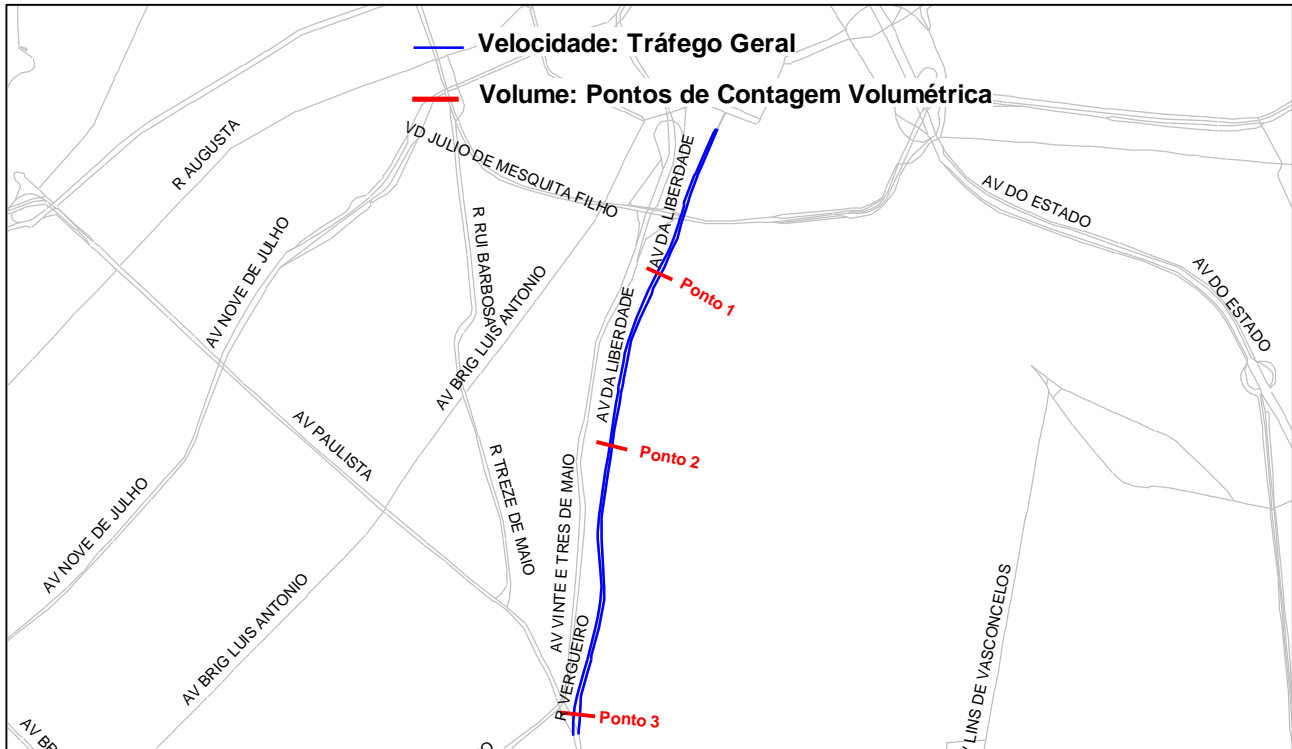 Velocidade: Tráfego Geral
Volume: Pontos de Contagem Volumétrica
R AUGUSTA
VD JULIO DE MESQUITA FILHO
AV DA LIBERDADE
AV DO ESTADO
R RUI BARBOSA
AV NOVE DE JULHO
AV BRIG LUIS ANTONIO
Ponto 1
AV DO ESTADO
AV DA LIBERDADE
AV PAULISTA
R TREZE DE MAIO
Ponto 2
AV VINTE E TRES DE MAIO
AV NOVE DE JULHO
AV BRIG LUIS ANTONIO
R VERGUEIRO
LINS DE VASCONCELOS
Ponto 3
AV BR